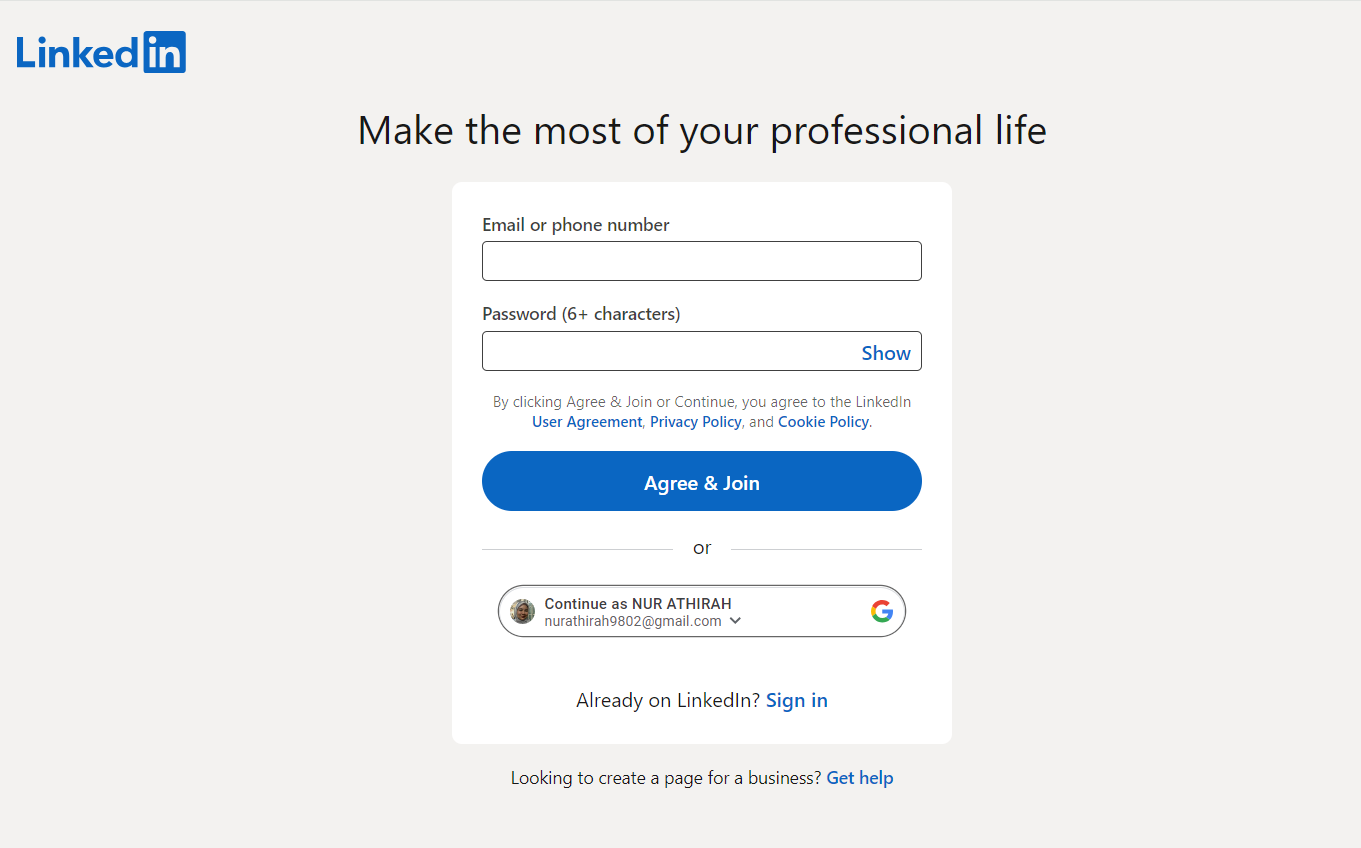 Linkedin
Make the most of your professional life
Email or phone number
Password (6+ characters)
Show
By clicking Agree & Join or Continue, you agree to the LinkedIn
User Agreement, Privacy Policy, and Cookie Policy.
Agree & Join
or
Continue as NUR ATHIRAH
nurathirah9802@gmail.com
Already on LinkedIn? Sign in
Looking to create a page for a business? Get help